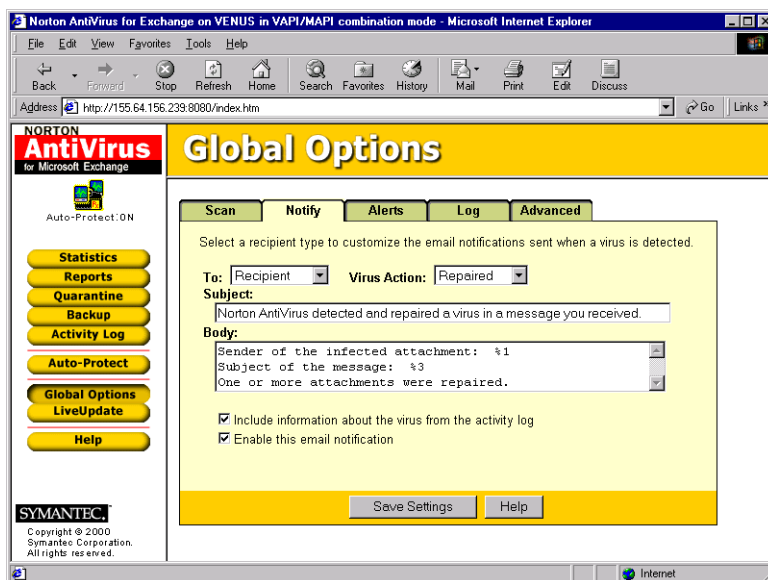 Norton AntiVirus for Exchange on VENUS in VAPI/MAPI combination mode - Microsoft Internet Explorer
File Edit View Favorites Tools Help
Back Forward Stop Refresh Home Search Favorites History Mail Print Edit Discuss
Address http://155.64.156.239:8080/index.htm Go Links »
NORTON
AntiVirus
for Microsoft Exchange
Global Options
Auto-Protect:ON
Scan Notify Alerts Log Advanced
Select a recipient type to customize the email notifications sent when a virus is detected.
Statistics
Reports
Quarantine
Backup
Activity Log
Auto-Protect
Global Options
LiveUpdate
Help
To: Recipient Virus Action: Repaired
Subject:
Norton AntiVirus detected and repaired a virus in a message you received.
Body:
Sender of the infected attachment: %1
Subject of the message: %3
One or more attachments were repaired.
Include information about the virus from the activity log
Enable this email notification
Save Settings Help
SYMANTEC.
Copyright © 2000
Symantec Corporation.
All rights reserved.
Internet